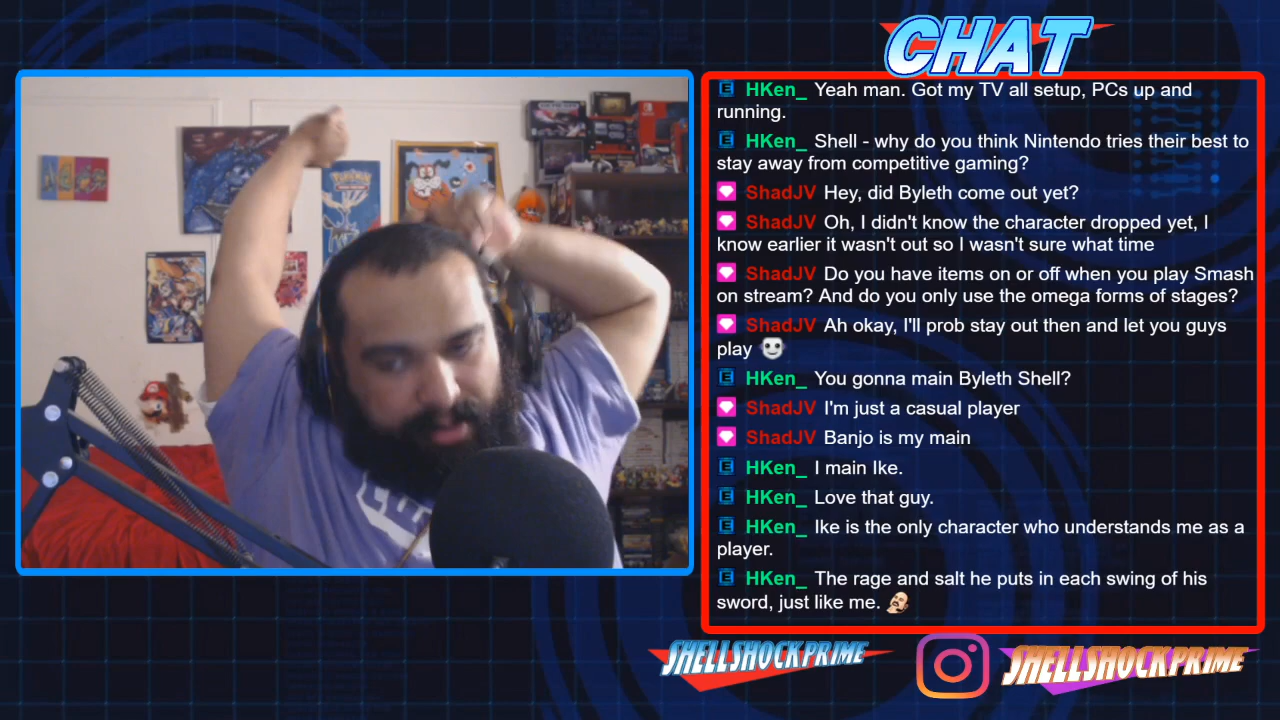 CHAT
HKen_ Yeah man. Got my TV all setup, PCs up and
running.
HKen_ Shell - why do you think Nintendo tries their best to
stay away from competitive gaming?
ShadJV Hey, did Byleth come out yet?
ShadJV Oh, I didn't know the character dropped yet, I
know earlier it wasn't out so I wasn't sure what time
ShadJV Do you have items on or off when you play Smash
on stream? And do you only use the omega forms of stages?
ShadJV Ah okay, I'll prob stay out then and let you guys
play
HKen_ You gonna main Byleth Shell?
ShadJV I'm just a casual player
ShadJV Banjo is my main
HKen_ I main Ike.
HKen_ Love that guy.
HKen_ Ike is the only character who understands me as a
player.
HKen_ The rage and salt he puts in each swing of his
sword, just like me.
POKÉMON
SHELLSHOCKPRIME
SHELLSHOCKPRIME